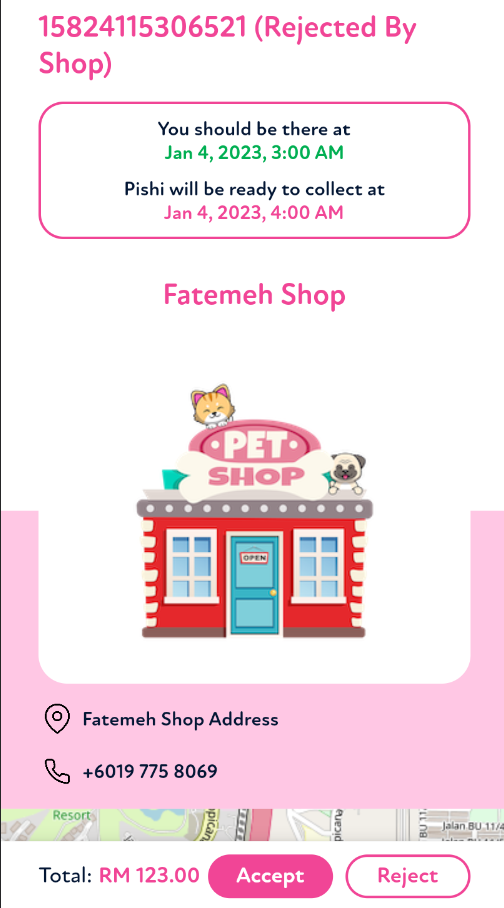 15824115306521 (Rejected By
Shop)
You should be there at
Jan 4, 2023, 3:00 AM
Pishi will be ready to collect at
Jan 4, 2023, 4:00 AM
Fatemeh Shop
PET
SHOP
OPEN
Fatemeh Shop Address
+6019 775 8069
Resort
Jalan BU 11/4
BU 11/
Total: RM 123.00
Accept
Reject